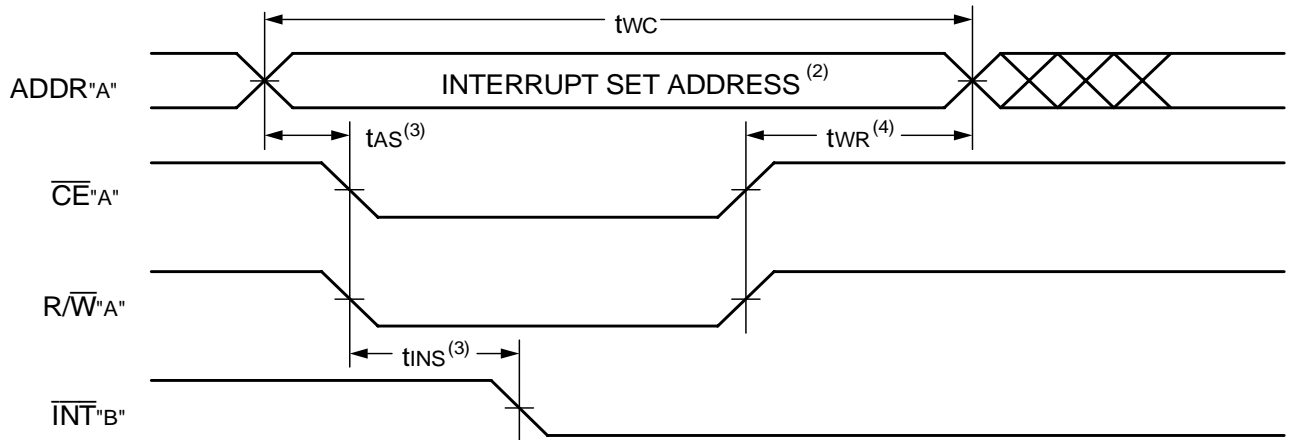 tWC
ADDR"A"
INTERRUPT SET ADDRESS (2)
tAS(3)
tWR(4)
CE"A"
R/W"A"
tINS(3)
INT"B"